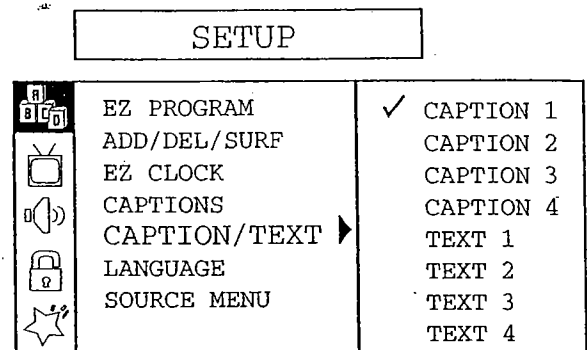 SETUP
EZ PROGRAM
ADD/DEL/SURF
EZ CLOCK
CAPTIONS
CAPTION/TEXT
LANGUAGE
SOURCE MENU
✓ CAPTION 1
CAPTION 2
CAPTION 3
CAPTION 4
TEXT 1
TEXT 2
TEXT 3
TEXT 4
A
B C D